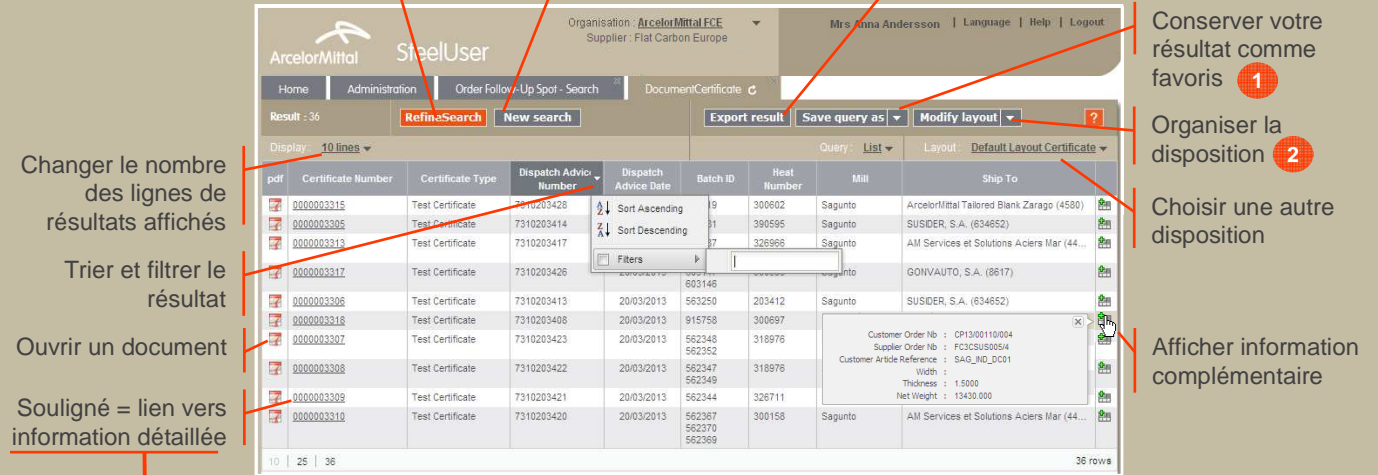 Organisation : ArcelorMittal FCE
Supplier : Flat Carbon Europe
Mrs Anna Andersson | Language | Help | Logout
ArcelorMittal
SteelUser
Home
Administration
Order Follow-Up Spot - Search
DocumentCertificate
Result : 36
RefineSearch
New search
Export result
Save query as
Modify layout
?
Display: 10 lines
Query: List
Layout: Default Layout Certificate
pdf
Certificate Number
Certificate Type
Dispatch Advice Number
Dispatch Advice Date
Batch ID
Heat Number
Mill
Ship To
0000003315 Test Certificate 7310203428 300602 Sagunto ArcelorMittal Tailored Blank Zarago (4580)
0000003305 Test Certificate 7310203414 390595 Sagunto SUSIDER, S.A. (634652)
0000003313 Test Certificate 7310203417 326966 Sagunto AM Services et Solutions Aciers Mar (44...
0000003317 Test Certificate 7310203426 Sagunto GONVAUTO, S.A. (8617)
603146
0000003306 Test Certificate 7310203413 20/03/2013 563250 203412 Sagunto SUSIDER, S.A. (634652)
0000003318 Test Certificate 7310203408 20/03/2013 915758 300697
0000003307 Test Certificate 7310203423 20/03/2013 562348 318976
562352
0000003308 Test Certificate 7310203422 20/03/2013 562347 318976
562349
0000003309 Test Certificate 7310203421 20/03/2013 562344 326711
0000003310 Test Certificate 7310203420 20/03/2013 562367 300158 Sagunto AM Services et Solutions Aciers Mar (44...
562370
562369
Sort Ascending
Sort Descending
Filters
Customer Order Nb : CP13/00110/004
Supplier Order Nb : FC3CSUS005/4
Customer Article Reference : SAG_IND_DC01
Width :
Thickness : 1.5000
Net Weight : 13430.000
10 | 25 | 36
36 rows
Changer le nombre
des lignes de
résultats affichés
Trier et filtrer le
résultat
Ouvrir un document
Souligné = lien vers
information détaillée
Conserver votre
résultat comme
favoris 1
Organiser la
disposition 2
Choisir une autre
disposition
Afficher information
complémentaire